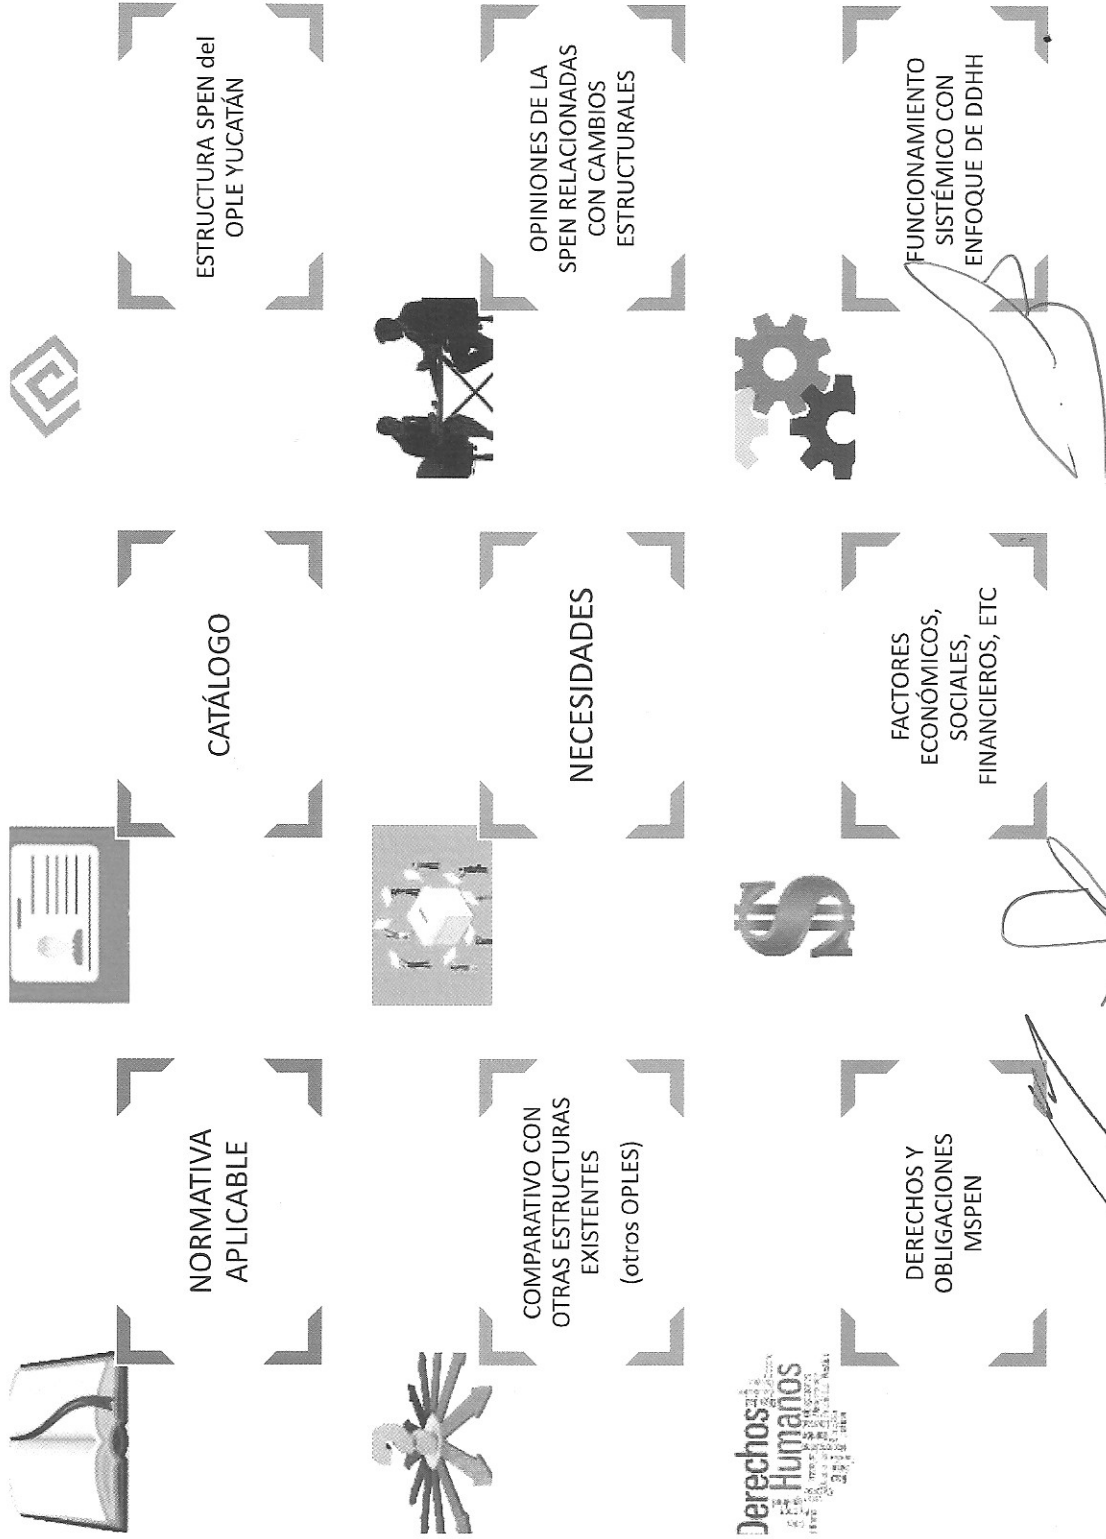 NORMATIVA
APLICABLE
CATÁLOGO
ESTRUCTURA SPEN del
OPLE YUCATÁN
COMPARATIVO CON
OTRAS ESTRUCTURAS
EXISTENTES
(otros OPLES)
NECESIDADES
OPINIONES DE LA
SPEN RELACIONADAS
CON CAMBIOS
ESTRUCTURALES
Derechos
Humanos
DERECHOS Y
OBLIGACIONES
MSPEN
FACTORES
ECONÓMICOS,
SOCIALES,
FINANCIEROS, ETC
FUNCIONAMIENTO
SISTÉMICO CON
ENFOQUE DE DDHH